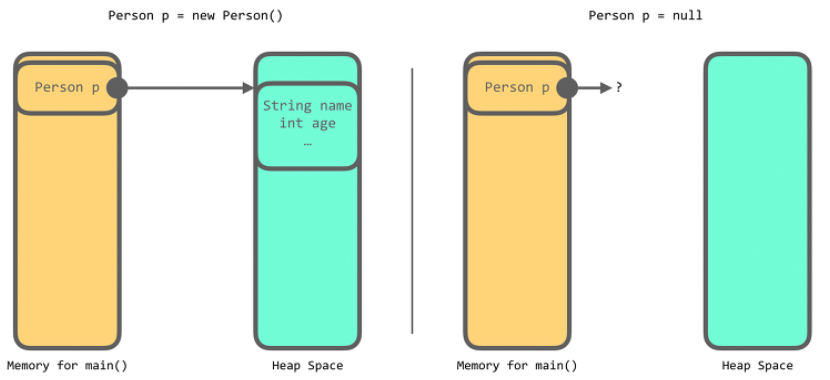 Person p = new Person()
Person p
String name
int age
…
Memory for main()
Heap Space
Person p = null
Person p
?
Memory for main()
Heap Space